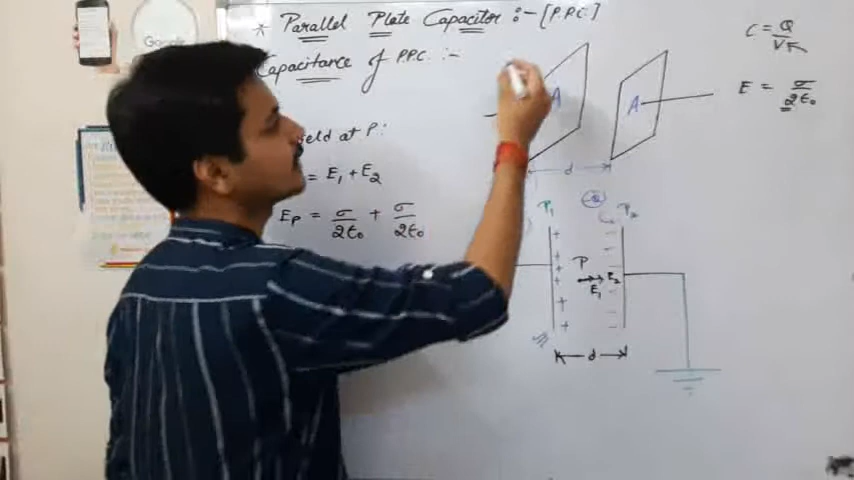 * Parallel Plate Capacitor :- [P.P.C.]
Capacitance of P.P.C. :-
Google
eld at P:
= E₁ + E₂
Eₚ = σ/2ε₀ + σ/2ε₀
C = Q/V
E = σ/2ε₀
A
A
d
P₁
-Q
P₂
P
E₁
E₂
d